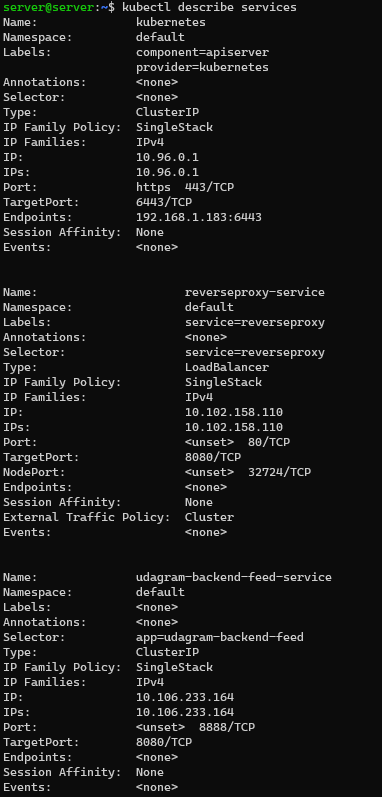 server@server:~$ kubectl describe services
Name:              kubernetes
Namespace:         default
Labels:            component=apiserver
                   provider=kubernetes
Annotations:       <none>
Selector:          <none>
Type:              ClusterIP
IP Family Policy:  SingleStack
IP Families:       IPv4
IP:                10.96.0.1
IPs:               10.96.0.1
Port:              https  443/TCP
TargetPort:        6443/TCP
Endpoints:         192.168.1.183:6443
Session Affinity:  None
Events:            <none>


Name:                     reverseproxy-service
Namespace:                default
Labels:                   service=reverseproxy
Annotations:              <none>
Selector:                 service=reverseproxy
Type:                     LoadBalancer
IP Family Policy:         SingleStack
IP Families:              IPv4
IP:                       10.102.158.110
IPs:                      10.102.158.110
Port:                     <unset>  80/TCP
TargetPort:               8080/TCP
NodePort:                 <unset>  32724/TCP
Endpoints:                <none>
Session Affinity:         None
External Traffic Policy:  Cluster
Events:                   <none>


Name:              udagram-backend-feed-service
Namespace:         default
Labels:            <none>
Annotations:       <none>
Selector:          app=udagram-backend-feed
Type:              ClusterIP
IP Family Policy:  SingleStack
IP Families:       IPv4
IP:                10.106.233.164
IPs:               10.106.233.164
Port:              <unset>  8888/TCP
TargetPort:        8080/TCP
Endpoints:         <none>
Session Affinity:  None
Events:            <none>